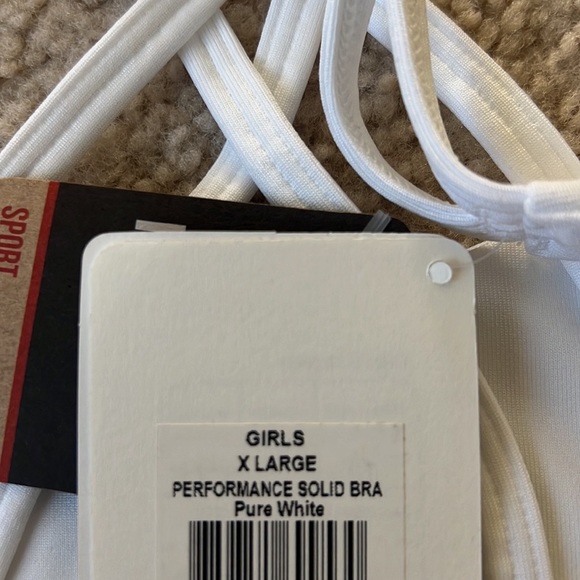 SPORT
GIRLS
X LARGE
PERFORMANCE SOLID BRA
Pure White